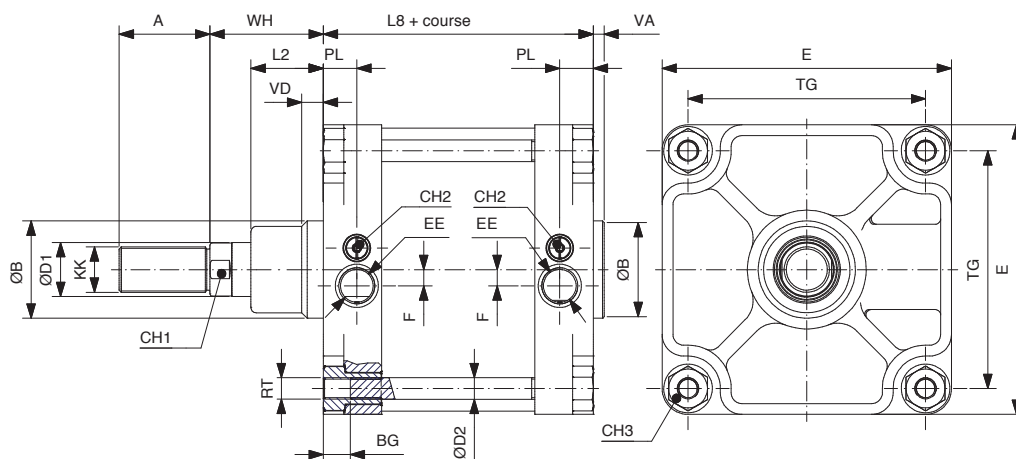 A
WH
L8 + course
VA
L2
PL
PL
E
VD
TG
CH2
CH2
EE
EE
ØB
ØD1
KK
ØB
TG
E
F
F
CH1
RT
BG
ØD2
CH3